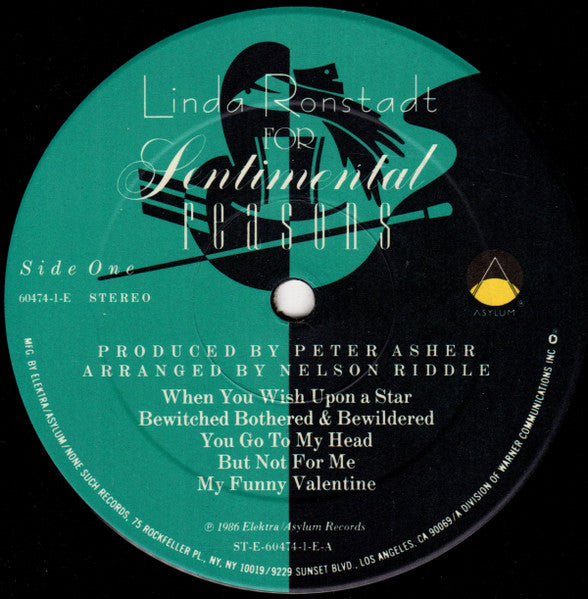 Linda Ronstadt
FOR
Sentimental
reasons
Side One
60474-1-E STEREO
ASYLUM
®
PRODUCED BY PETER ASHER
ARRANGED BY NELSON RIDDLE
When You Wish Upon a Star
Bewitched Bothered & Bewildered
You Go To My Head
But Not For Me
My Funny Valentine
℗ 1986 Elektra/Asylum Records
ST-E-60474-1-E-A
MFG. BY ELEKTRA/ASYLUM/NONE SUCH RECORDS, 75 ROCKFELLER PL., NY, NY 10019/9229 SUNSET BLVD., LOS ANGELES, CA 90069/A DIVISION OF WARNER COMMUNICATIONS INC